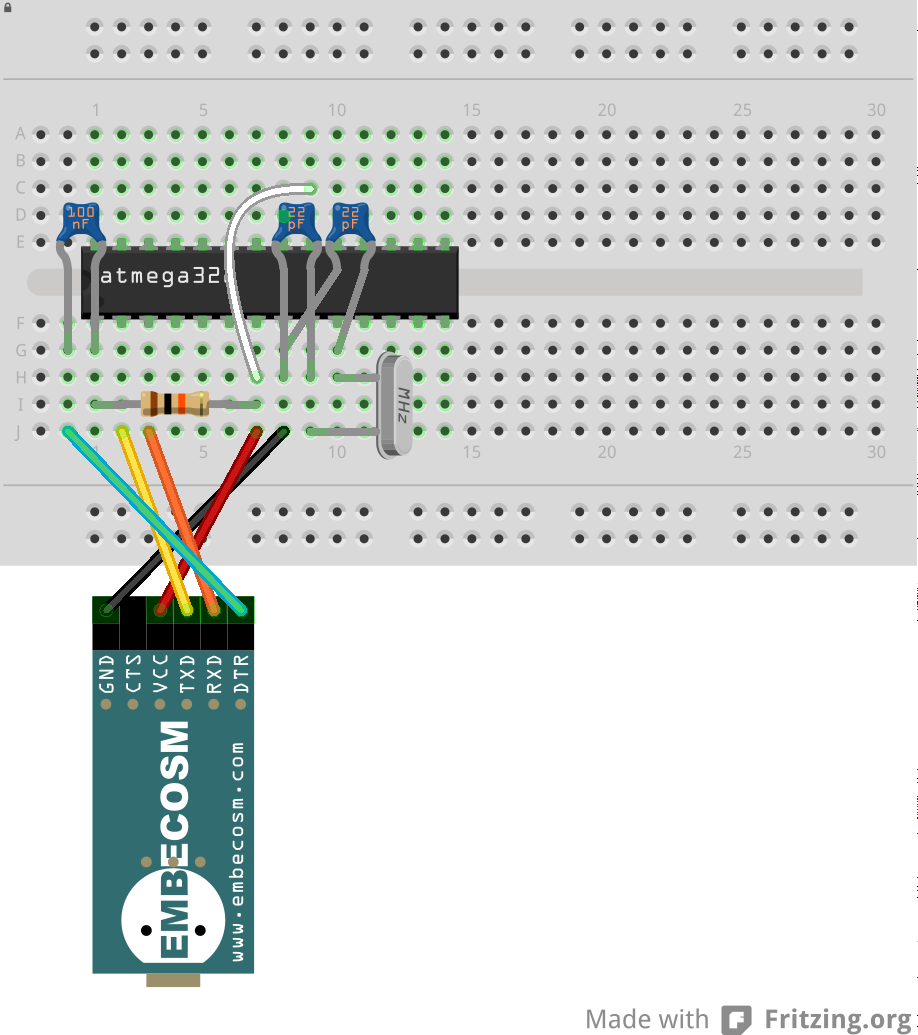 1 5 10 15 20 25 30
A
B
C
D
E
100 nF
22 pF
22 pF
atmega32
F
G
H
I
J
MHz
5 10 15 20 25 30
GND
CTS
VCC
TXD
RXD
DTR
EMBECOSM
www.embecosm.com
Made with Fritzing.org